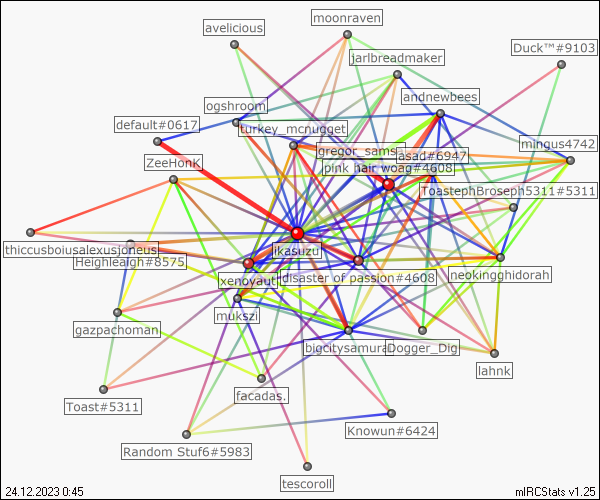 moonraven
avelicious
Duck™#9103
jarlbreadmaker
andnewbees
ogshroom
default#0617
turkey_mcnugget
mingus4742
gregor_sams
asad#6947
ZeeHonk
pink hair woag#4608
ToastephBroseph5311#5311
thiccusboiusalexusjoneus
ikasuzu
Heighleaigh#8575
xenoyaut
disaster of passion#4608
neokingghidorah
mukszi
gazpachoman
bigcitysamura
Dogger_Dig
lahnk
facadas.
Toast#5311
Knowun#6424
Random Stuf6#5983
tescoroll
24.12.2023 0:45
mIRCStats v1.25